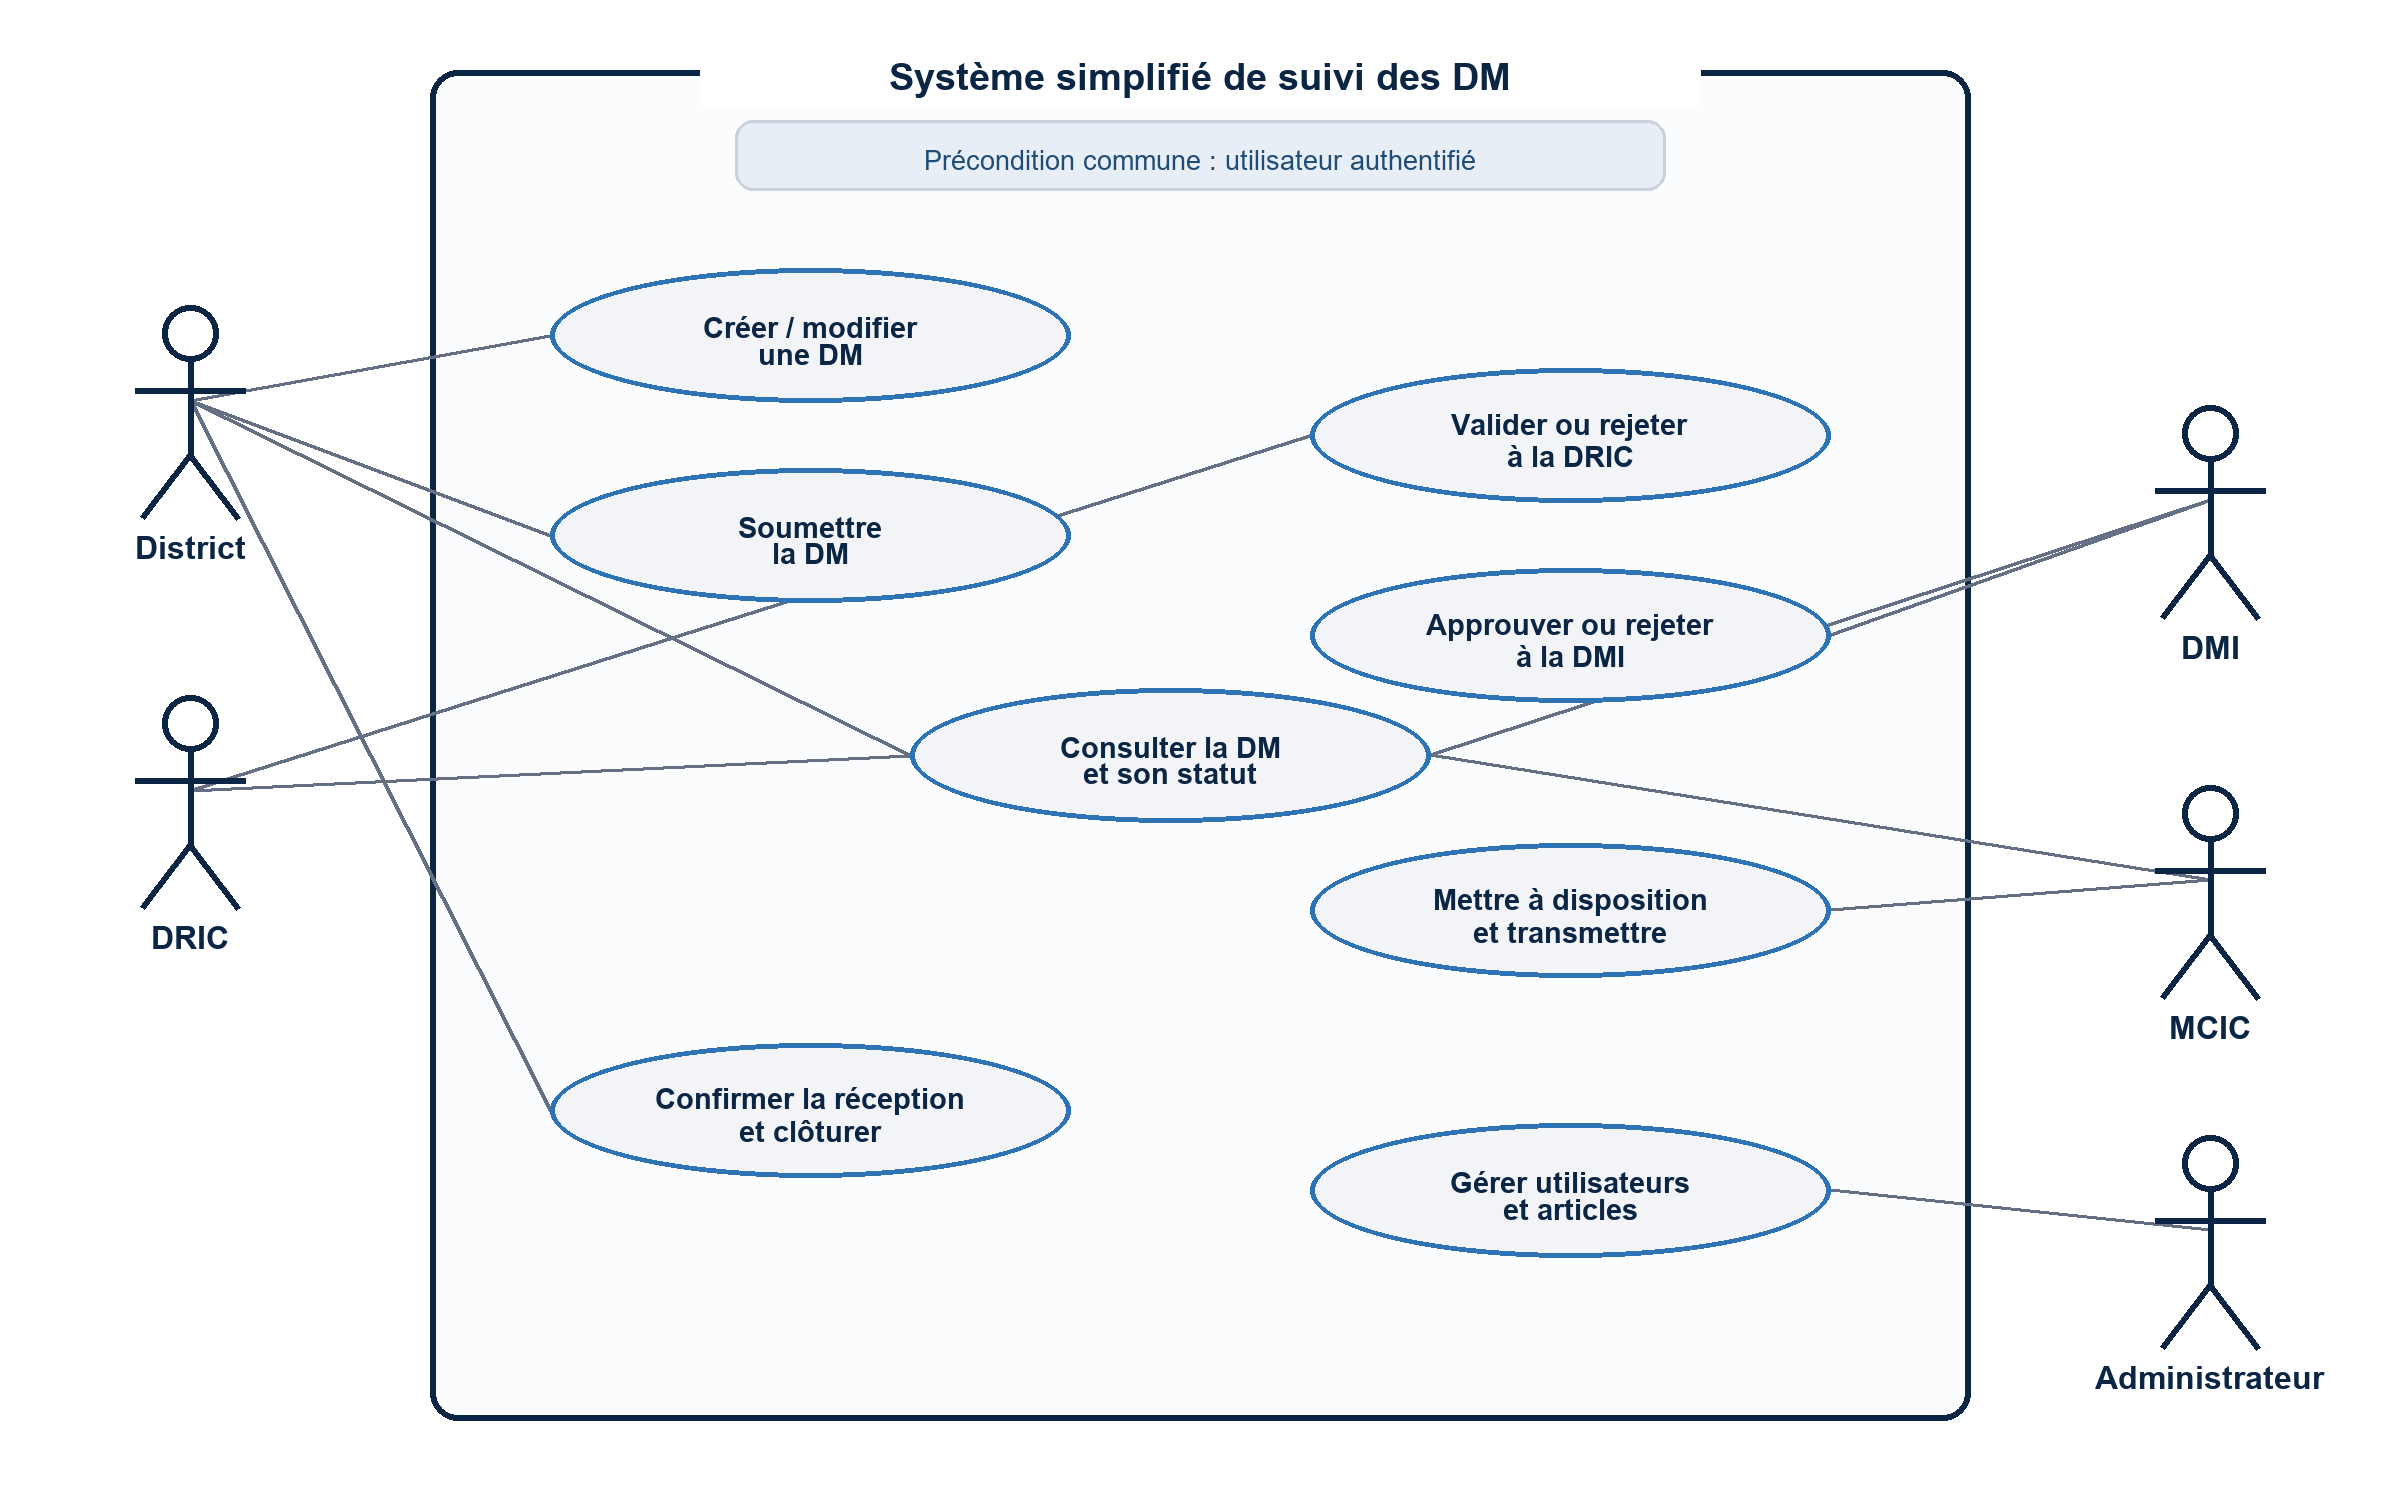 Système simplifié de suivi des DM
Précondition commune : utilisateur authentifié
Créer / modifier
une DM
Valider ou rejeter
à la DRIC
Soumettre
la DM
District
Approuver ou rejeter
à la DMI
DMI
Consulter la DM
et son statut
DRIC
Mettre à disposition
et transmettre
MCIC
Confirmer la réception
et clôturer
Gérer utilisateurs
et articles
Administrateur